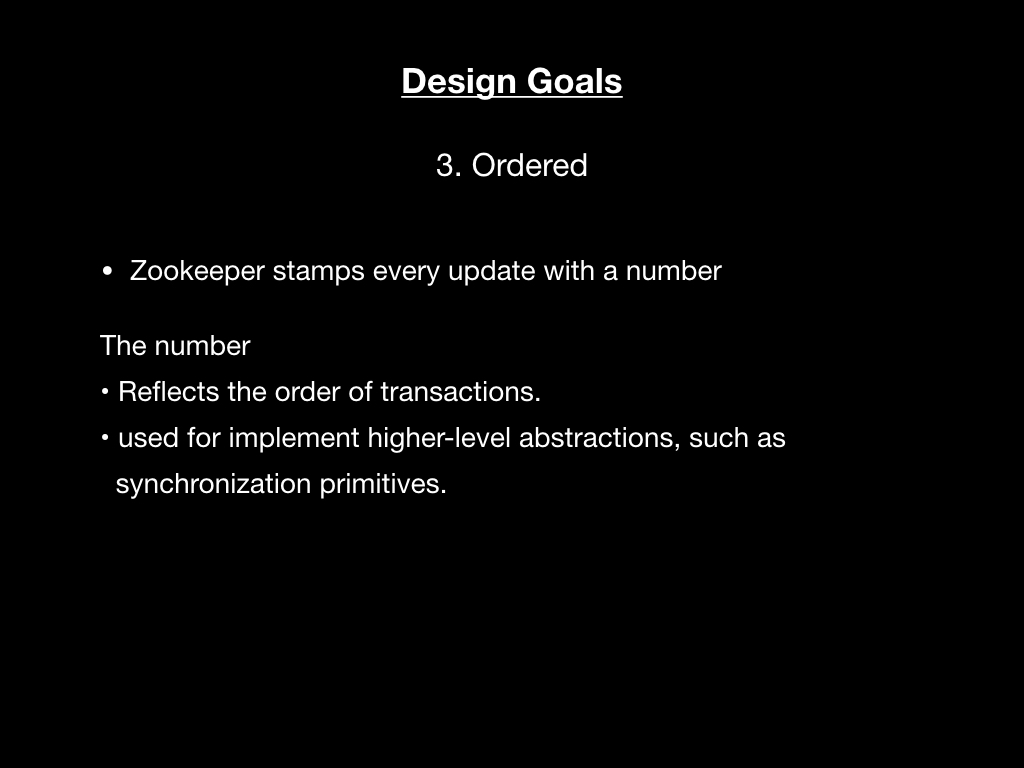 Design Goals
3. Ordered
• Zookeeper stamps every update with a number
The number
• Reflects the order of transactions.
• used for implement higher-level abstractions, such as
synchronization primitives.